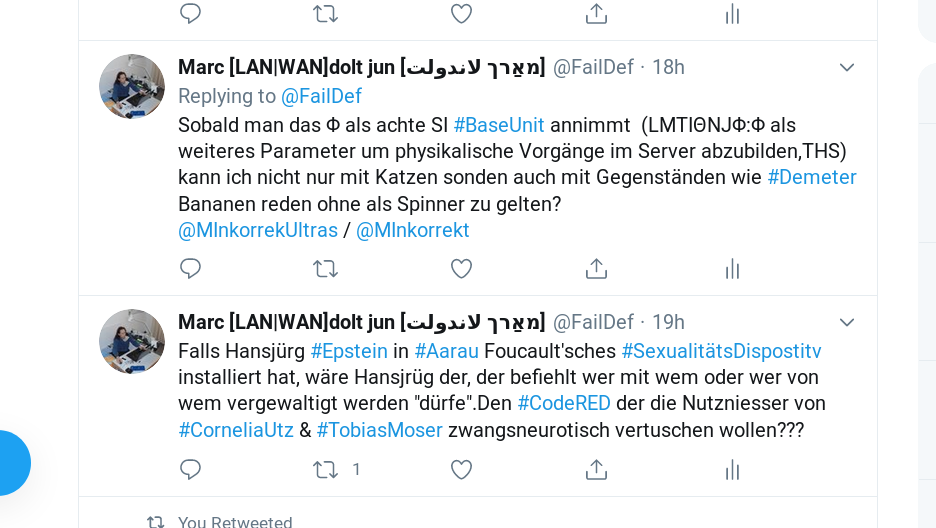 Marc [LAN|WAN]dolt jun [מאַרך לאנدولت] @FailDef · 18h
Replying to @FailDef
Sobald man das Φ als achte SI #BaseUnit annimmt (LMTIΘNJΦ:Φ als
weiteres Parameter um physikalische Vorgänge im Server abzubilden,THS)
kann ich nicht nur mit Katzen sonden auch mit Gegenständen wie #Demeter
Bananen reden ohne als Spinner zu gelten?
@MInkorrekUltras / @MInkorrekt
Marc [LAN|WAN]dolt jun [מאַרך לאנدولت] @FailDef · 19h
Falls Hansjürg #Epstein in #Aarau Foucault'sches #SexualitätsDispostitv
installiert hat, wäre Hansjrüg der, der befiehlt wer mit wem oder wer von
wem vergewaltigt werden "dürfe".Den #CodeRED der die Nutzniesser von
#CorneliaUtz & #TobiasMoser zwangsneurotisch vertuschen wollen???
1
You Retweeted